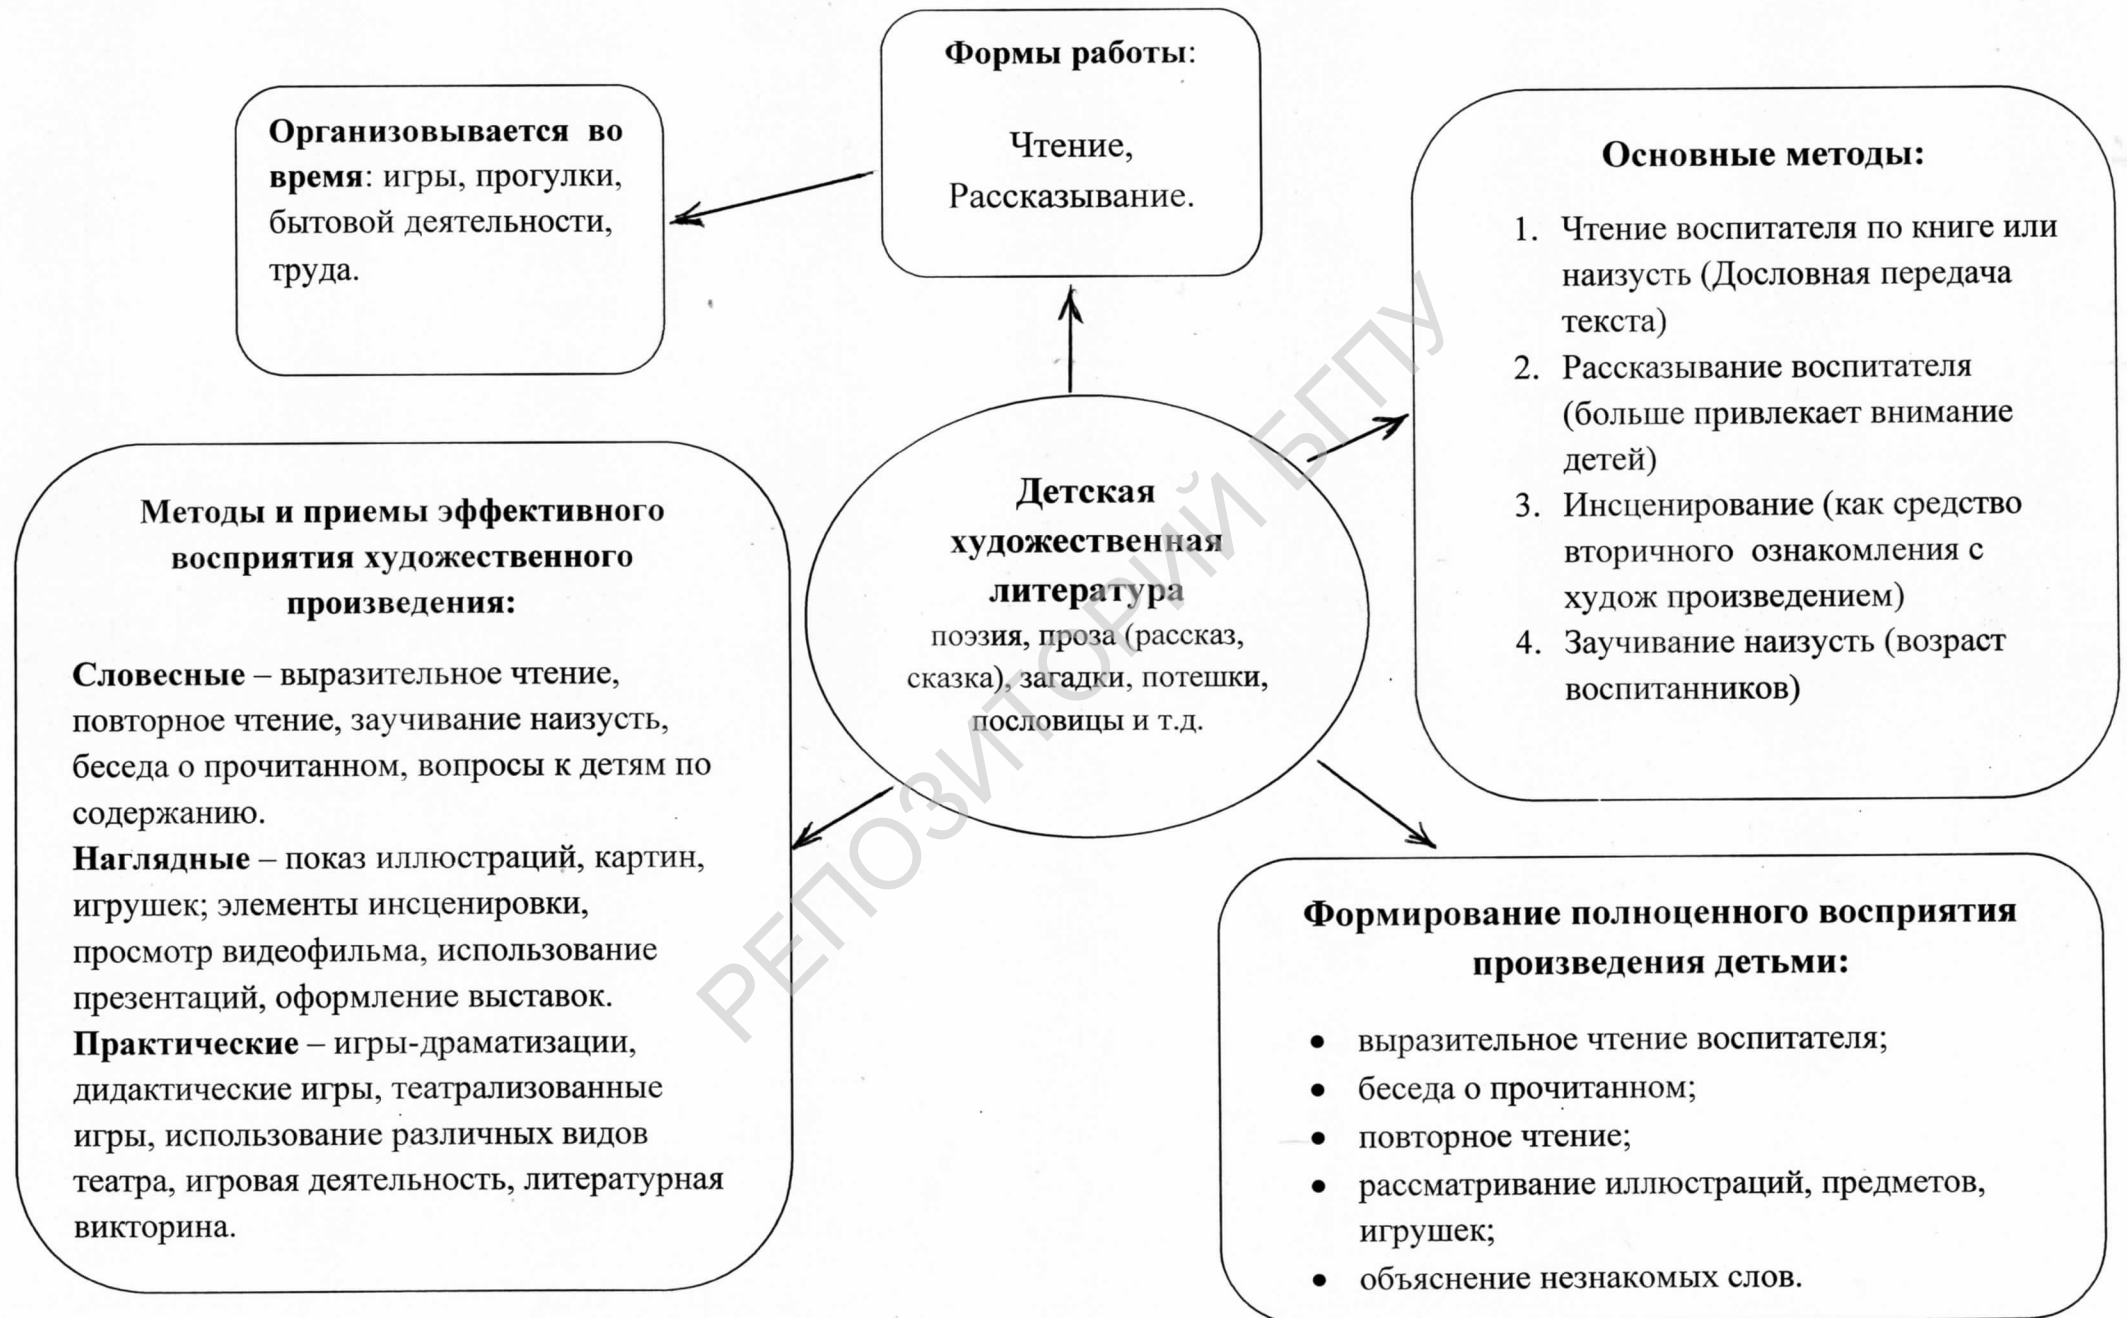 Формы работы:
Чтение,
Рассказывание.
Организовывается во
время: игры, прогулки,
бытовой деятельности,
труда.
Основные методы:
1. Чтение воспитателя по книге или
наизусть (Дословная передача
текста)
2. Рассказывание воспитателя
(больше привлекает внимание
детей)
3. Инсценирование (как средство
вторичного ознакомления с
худож произведением)
4. Заучивание наизусть (возраст
воспитанников)
Детская
художественная
литература
поэзия, проза (рассказ,
сказка), загадки, потешки,
пословицы и т.д.
Методы и приемы эффективного
восприятия художественного
произведения:
Словесные – выразительное чтение,
повторное чтение, заучивание наизусть,
беседа о прочитанном, вопросы к детям по
содержанию.
Наглядные – показ иллюстраций, картин,
игрушек; элементы инсценировки,
просмотр видеофильма, использование
презентаций, оформление выставок.
Практические – игры-драматизации,
дидактические игры, театрализованные
игры, использование различных видов
театра, игровая деятельность, литературная
викторина.
Формирование полноценного восприятия
произведения детьми:
• выразительное чтение воспитателя;
• беседа о прочитанном;
• повторное чтение;
• рассматривание иллюстраций, предметов,
игрушек;
• объяснение незнакомых слов.
РЕПОЗИТОРИЙ БГПУ